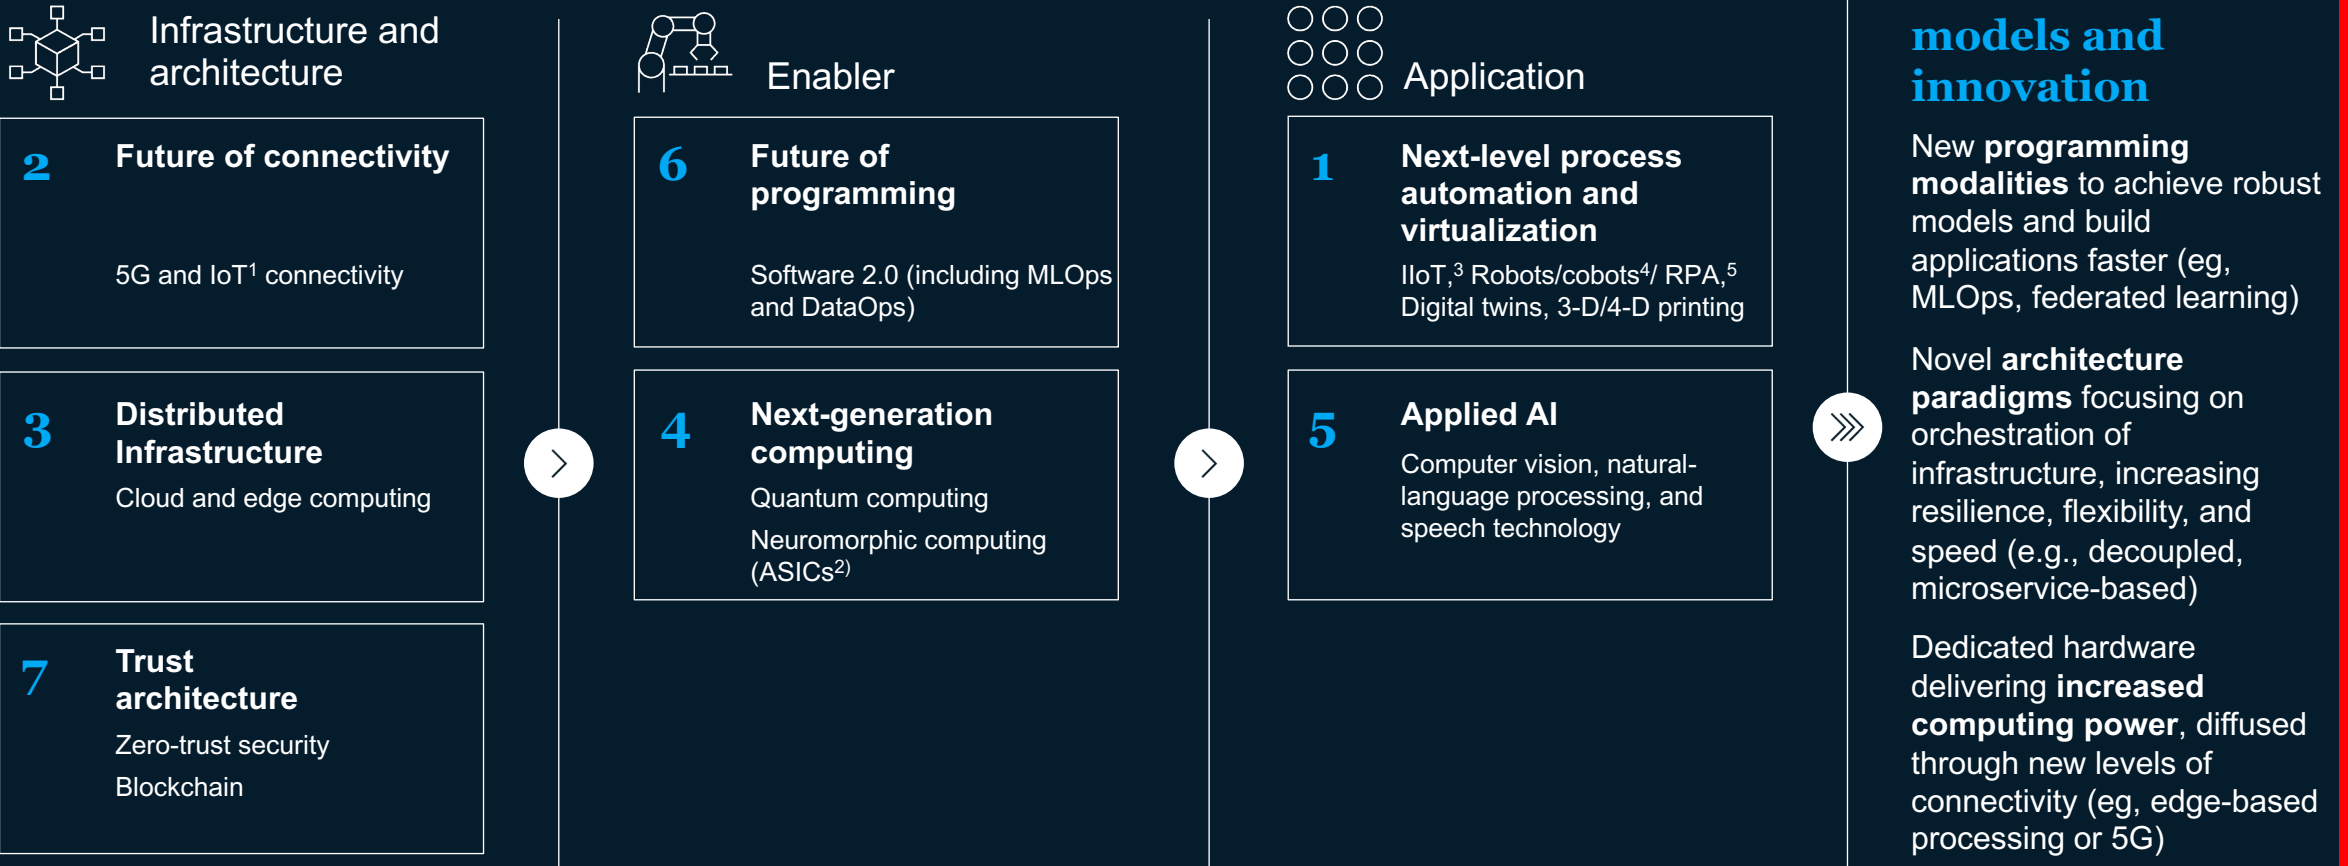 Infrastructure and
architecture
2
Future of connectivity
5G and IoT¹ connectivity
3
Distributed
Infrastructure
Cloud and edge computing
7
Trust
architecture
Zero-trust security
Blockchain
Enabler
6
Future of
programming
Software 2.0 (including MLOps
and DataOps)
4
Next-generation
computing
Quantum computing
Neuromorphic computing
(ASICs²⁾
Application
1
Next-level process
automation and
virtualization
IIoT,³ Robots/cobots⁴/ RPA,⁵
Digital twins, 3-D/4-D printing
5
Applied AI
Computer vision, natural-
language processing, and
speech technology
models and
innovation
New programming
modalities to achieve robust
models and build
applications faster (eg,
MLOps, federated learning)
Novel architecture
paradigms focusing on
orchestration of
infrastructure, increasing
resilience, flexibility, and
speed (e.g., decoupled,
microservice-based)
Dedicated hardware
delivering increased
computing power, diffused
through new levels of
connectivity (eg, edge-based
processing or 5G)